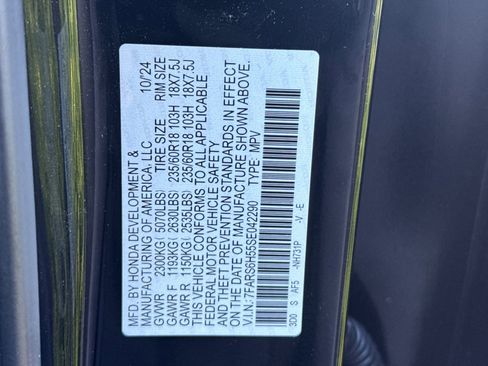 MFD. BY HONDA DEVELOPMENT &
MANUFACTURING OF AMERICA, LLC 10/24
TIRE SIZE RIM SIZE
GVWR 2300KG( 5070LBS)
GAWR F 1193KG( 2630LBS) 235/60R18 103H 18X7.5J
GAWR R 1150KG( 2535LBS) 235/60R18 103H 18X7.5J
THIS VEHICLE CONFORMS TO ALL APPLICABLE
FEDERAL MOTOR VEHICLE SAFETY
AND THEFT PREVENTION STANDARDS IN EFFECT
ON THE DATE OF MANUFACTURE SHOWN ABOVE.
V.I.N.: 7FARS6H55SE042290 TYPE: MPV
3D0 S AF5 -NH731P -V -E